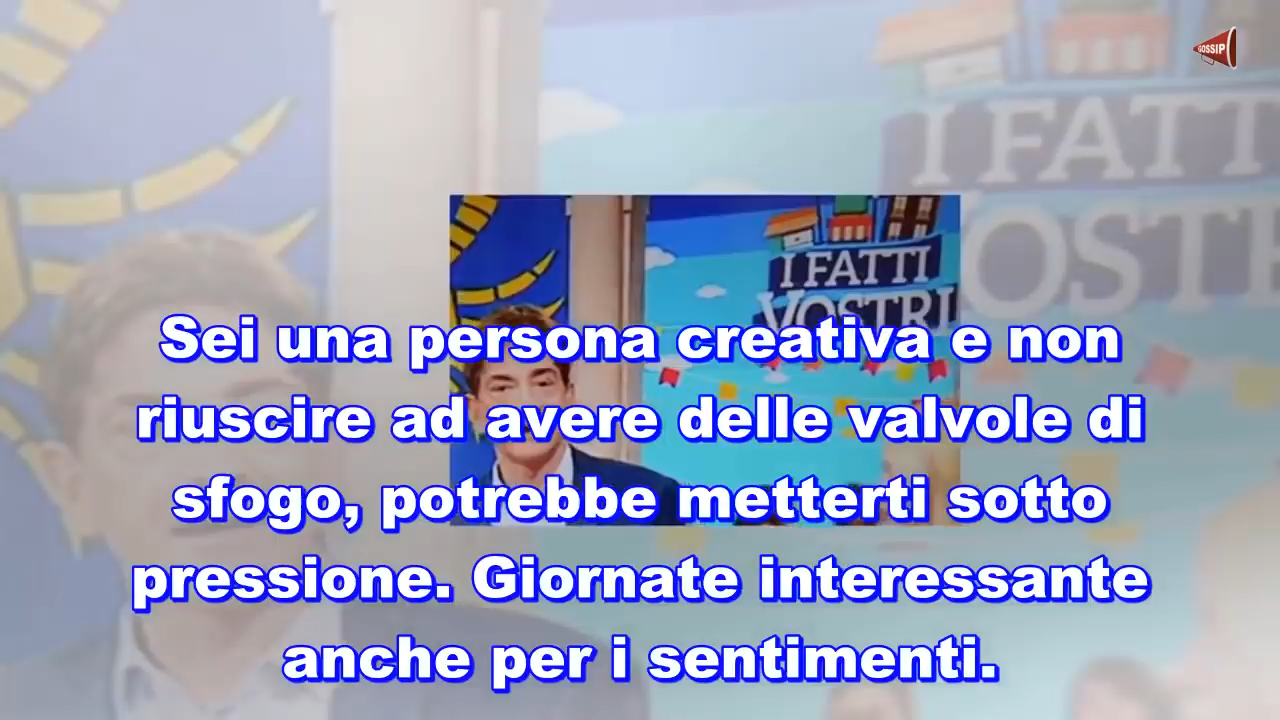 GOSSIP
I FATTI
VOSTRI
I FATTI
VOSTRI
Sei una persona creativa e non
riuscire ad avere delle valvole di
sfogo, potrebbe metterti sotto
pressione. Giornate interessante
anche per i sentimenti.